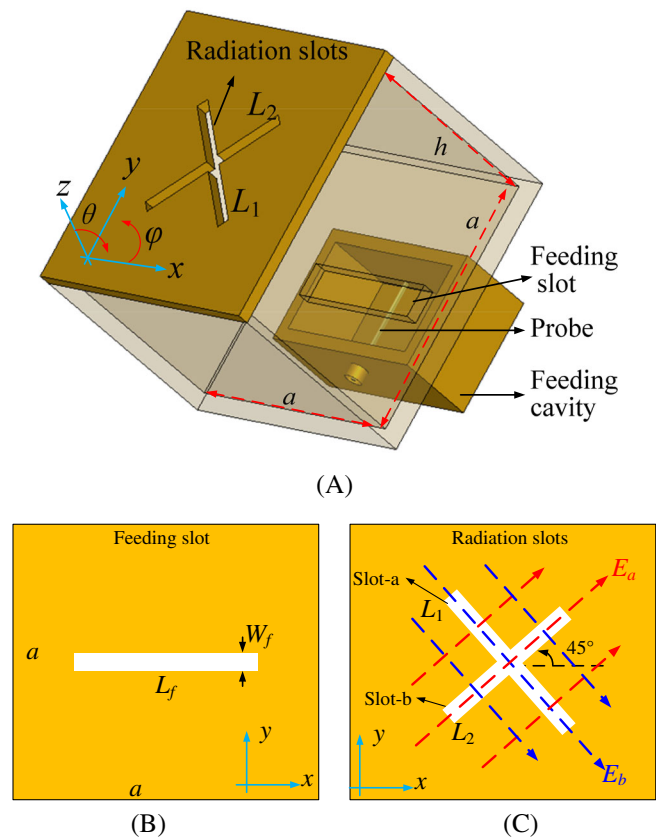 Radiation slots
L2
L1
z
y
θ
φ
x
h
a
a
Feeding
slot
Probe
Feeding
cavity
(A)
Feeding slot
a
Wf
Lf
y
x
a
(B)
Radiation slots
Ea
Slot-a
L1
45°
Slot-b
L2
y
x
Eb
(C)